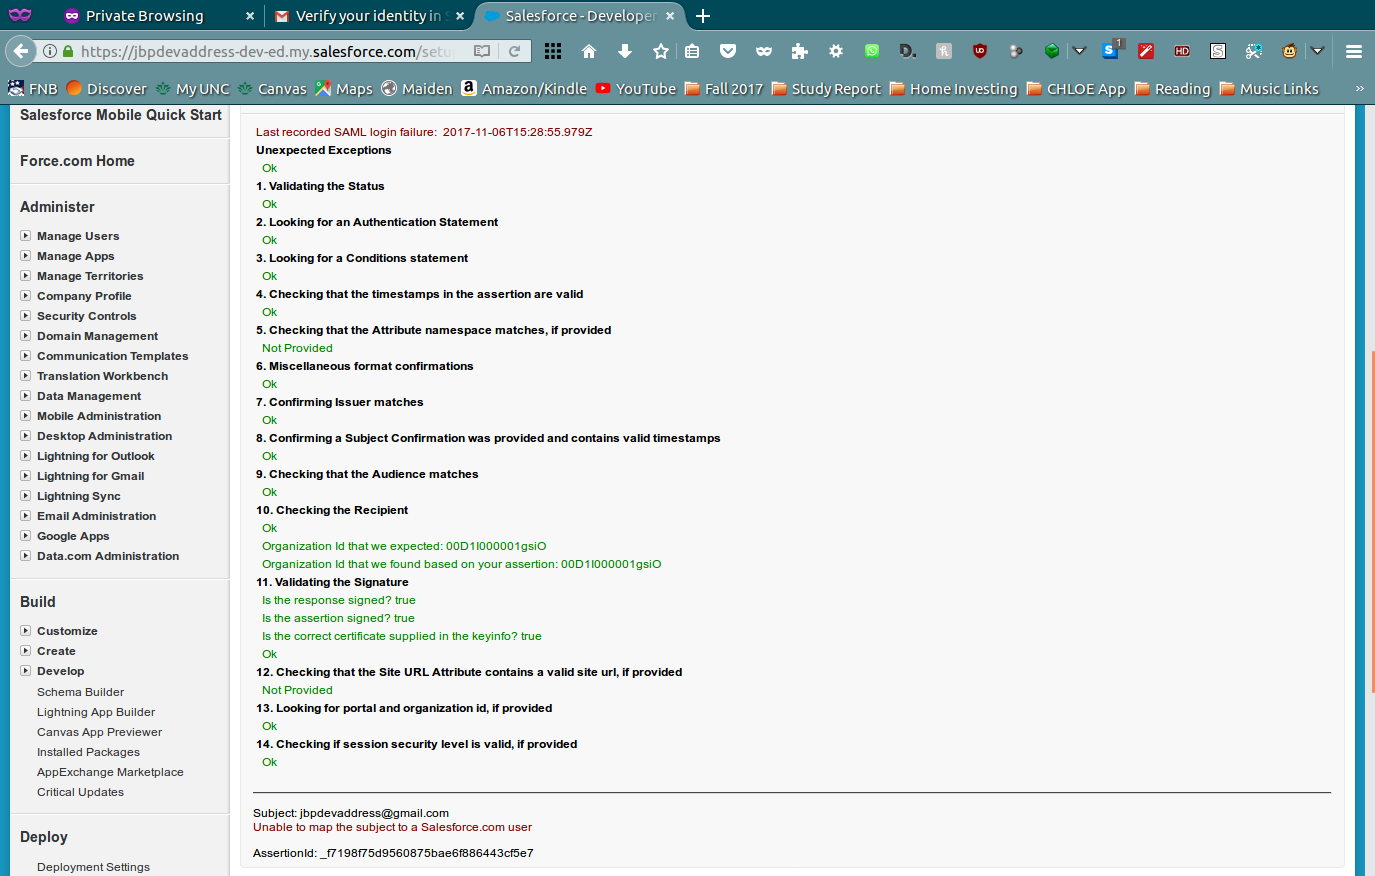 Private Browsing
Verify your identity in S
Salesforce - Developer
https://jbpdevaddress-dev-ed.my.salesforce.com/setu
D.
H
S
1
HD
S
FNB
Discover
My UNC
Canvas
Maps
Maiden
Amazon/Kindle
YouTube
Fall 2017
Study Report
Home Investing
CHLOE App
Reading
Music Links
Salesforce Mobile Quick Start
Force.com Home
Administer
Manage Users
Manage Apps
Manage Territories
Company Profile
Security Controls
Domain Management
Communication Templates
Translation Workbench
Data Management
Mobile Administration
Desktop Administration
Lightning for Outlook
Lightning for Gmail
Lightning Sync
Email Administration
Google Apps
Data.com Administration
Build
Customize
Create
Develop
Schema Builder
Lightning App Builder
Canvas App Previewer
Installed Packages
AppExchange Marketplace
Critical Updates
Deploy
Deployment Settings
Last recorded SAML login failure:  2017-11-06T15:28:55.979Z
Unexpected Exceptions
Ok
1. Validating the Status
Ok
2. Looking for an Authentication Statement
Ok
3. Looking for a Conditions statement
Ok
4. Checking that the timestamps in the assertion are valid
Ok
5. Checking that the Attribute namespace matches, if provided
Not Provided
6. Miscellaneous format confirmations
Ok
7. Confirming Issuer matches
Ok
8. Confirming a Subject Confirmation was provided and contains valid timestamps
Ok
9. Checking that the Audience matches
Ok
10. Checking the Recipient
Ok
Organization Id that we expected: 00D1I000001gsiO
Organization Id that we found based on your assertion: 00D1I000001gsiO
11. Validating the Signature
Is the response signed? true
Is the assertion signed? true
Is the correct certificate supplied in the keyinfo? true
Ok
12. Checking that the Site URL Attribute contains a valid site url, if provided
Not Provided
13. Looking for portal and organization id, if provided
Ok
14. Checking if session security level is valid, if provided
Ok
Subject: jbpdevaddress@gmail.com
Unable to map the subject to a Salesforce.com user
AssertionId: _f7198f75d9560875bae6f886443cf5e7